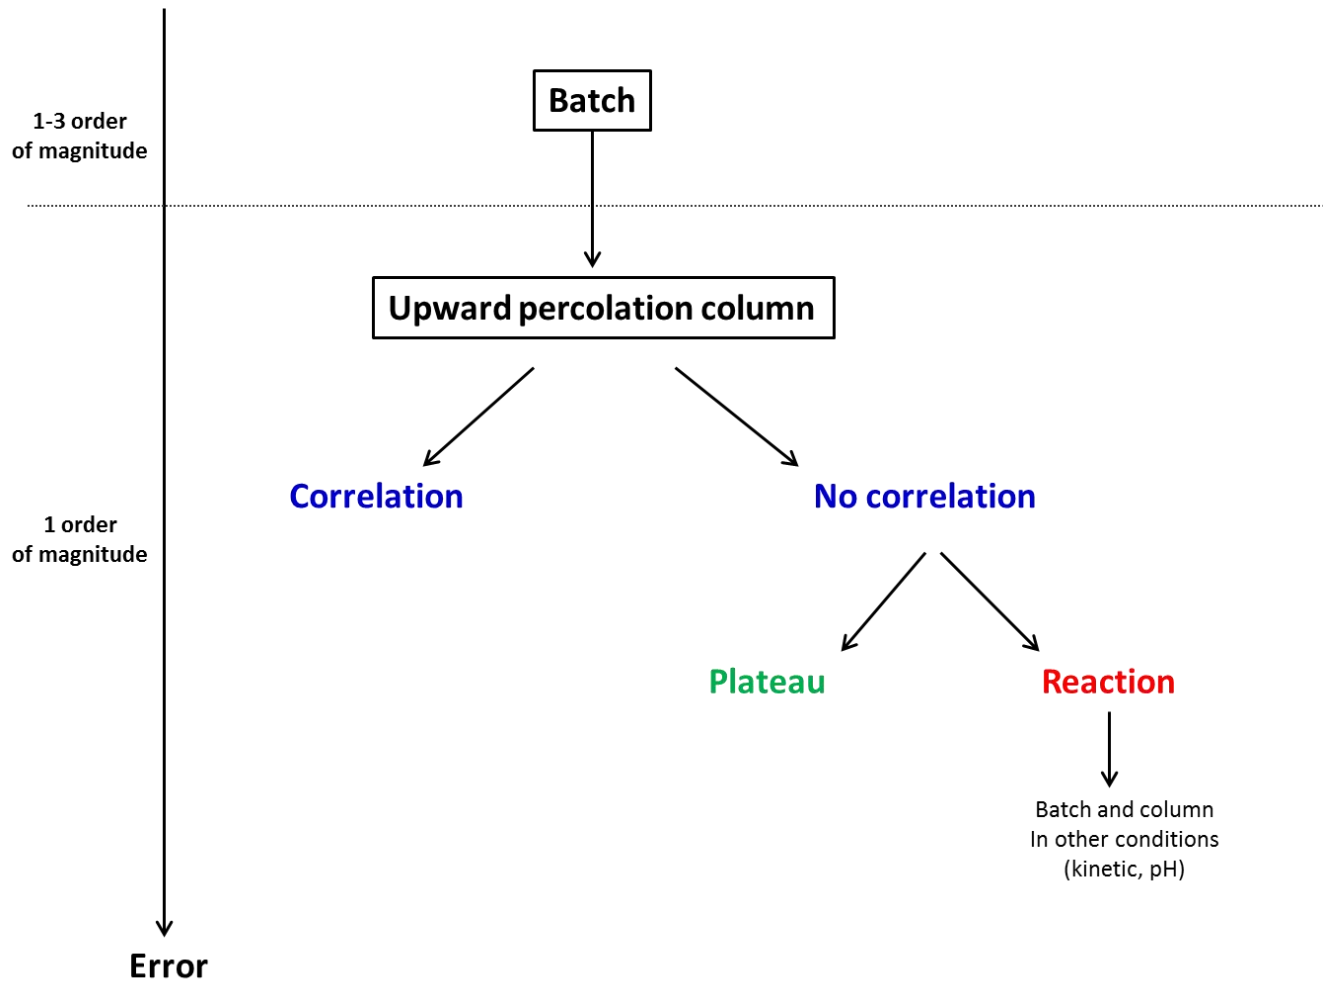 Batch
1-3 order
of magnitude
Upward percolation column
Correlation
No correlation
1 order
of magnitude
Plateau
Reaction
Batch and column
In other conditions
(kinetic, pH)
Error